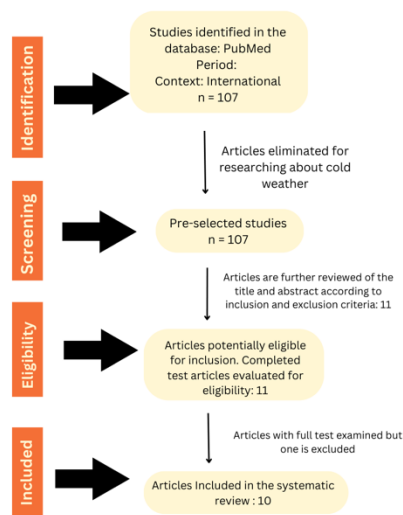 Identification
Studies identified in the
database: PubMed
Period:
Context: International
n = 107
Articles eliminated for
researching about cold
weather
Screening
Pre-selected studies
n = 107
Articles are further reviewed of the
title and abstract according to
inclusion and exclusion criteria: 11
Eligibility
Articles potentially eligible
for inclusion. Completed
test articles evaluated for
eligibility: 11
Articles with full test examined but
one is excluded
Included
Articles Included in the systematic
review : 10